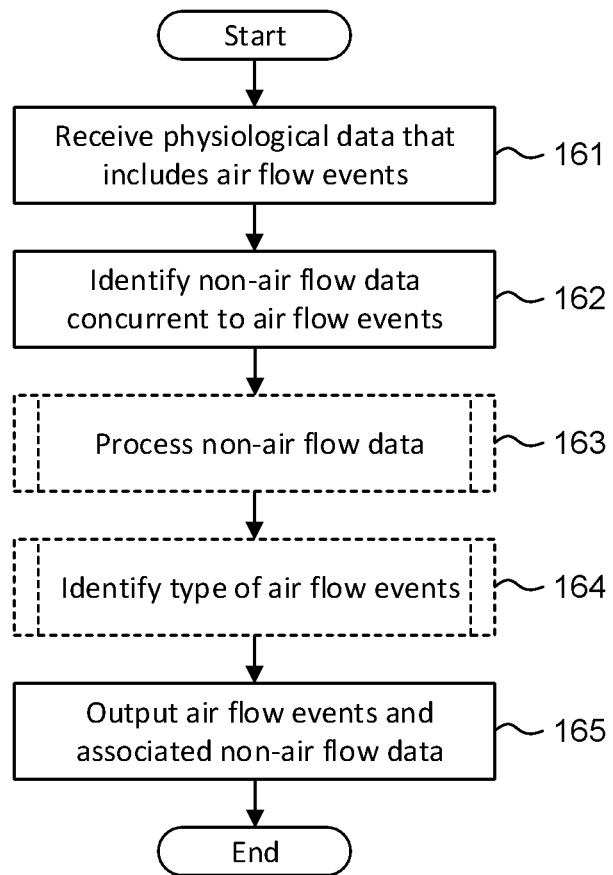 Start
Receive physiological data that
includes air flow events
161
Identify non-air flow data
concurrent to air flow events
162
Process non-air flow data
163
Identify type of air flow events
164
Output air flow events and
associated non-air flow data
165
End